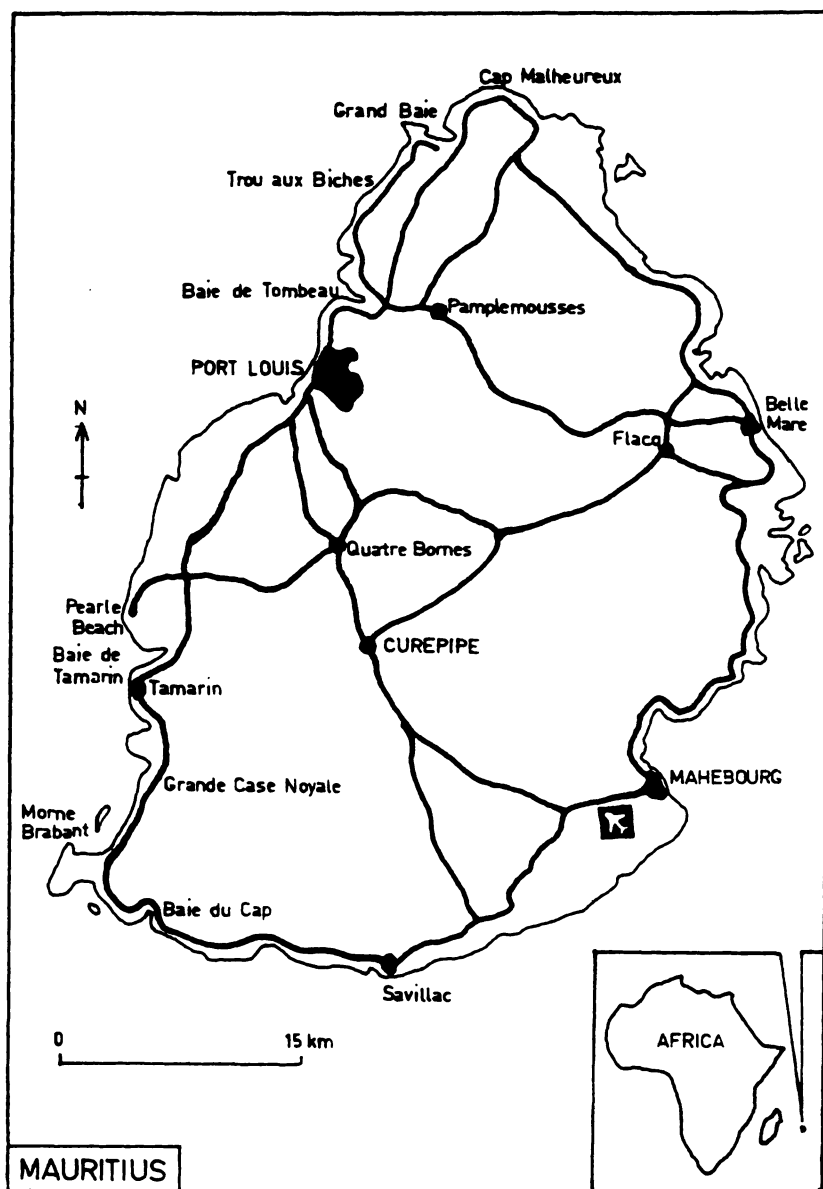 Cap Malheureux
Grand Baie
Trou aux Biches
Baie de Tombeau
Pamplemousses
PORT LOUIS
N
Belle
Mare
Flacq
Quatre Bornes
Pearle
Beach
CUREPIPE
Baie de
Tamarin
Tamarin
MAHEBOURG
Grande Case Noyale
Morne
Brabant
Baie du Cap
Savillac
0
15 km
AFRICA
MAURITIUS